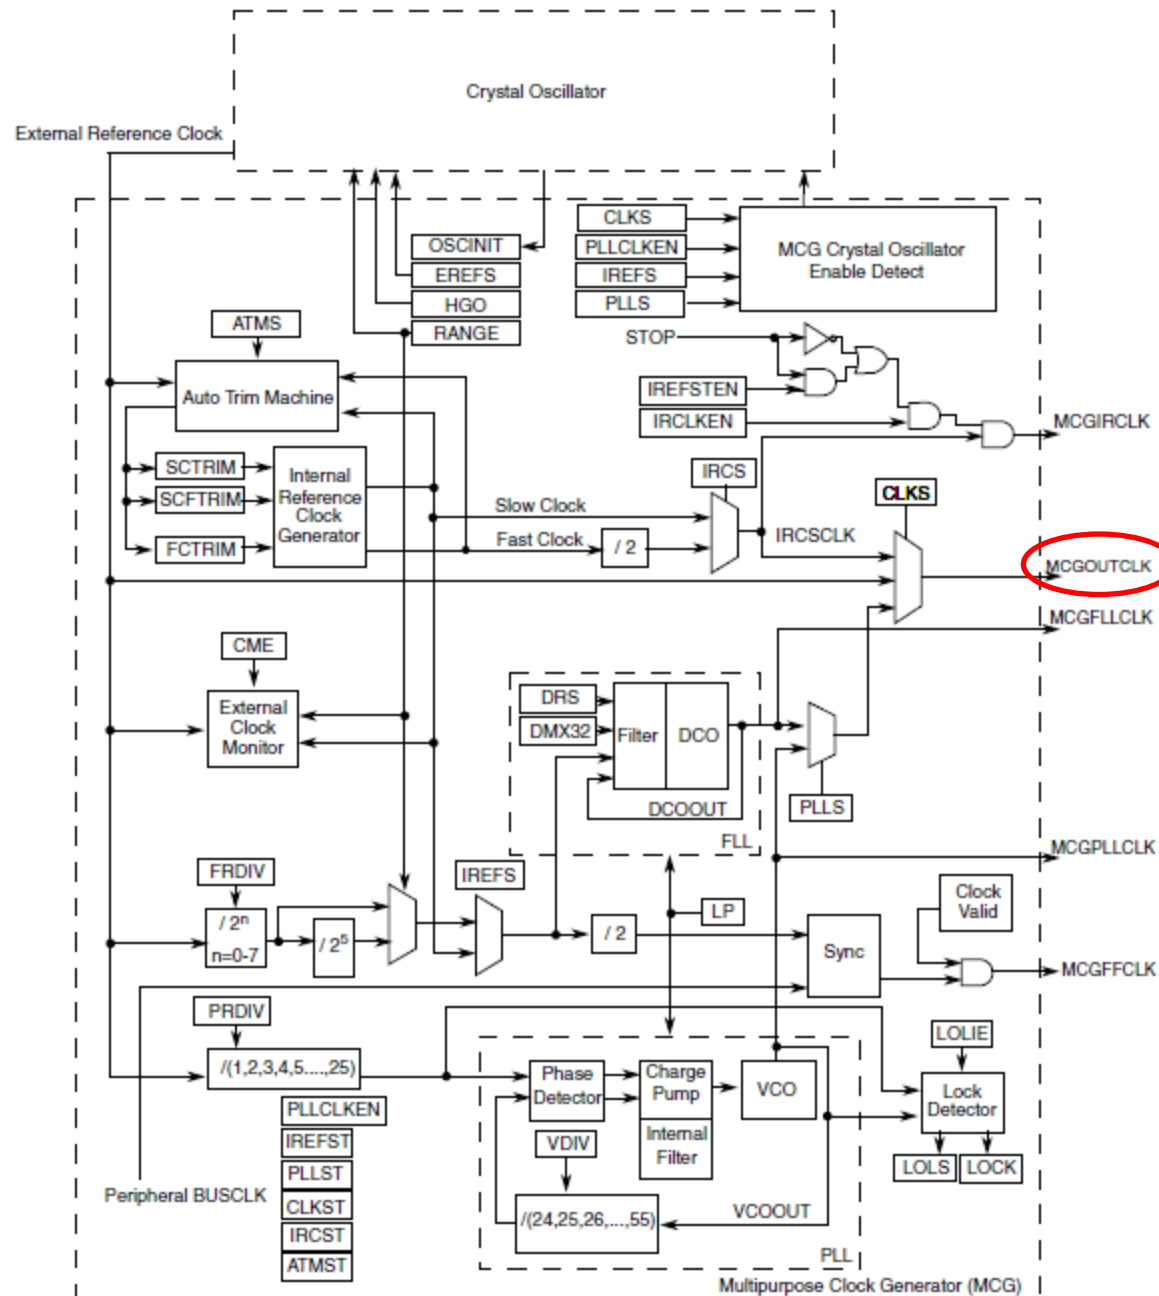 Crystal Oscillator
External Reference Clock
CLKS
PLLCLKEN
IREFS
PLLS
MCG Crystal Oscillator
Enable Detect
OSCINIT
EREFS
HGO
RANGE
ATMS
STOP
Auto Trim Machine
IREFSTEN
IRCLKEN
MCGIRCLK
SCTRIM
SCFTRIM
FCTRIM
Internal
Reference
Clock
Generator
IRCS
CLKS
Slow Clock
Fast Clock
/ 2
IRCSCLK
MCGOUTCLK
MCGFLLCLK
CME
External
Clock
Monitor
DRS
DMX32
Filter
DCO
DCOOUT
FLL
PLLS
MCGPLLCLK
FRDIV
/ 2n
n=0-7
/ 25
IREFS
/ 2
LP
Sync
Clock
Valid
MCGFFCLK
PRDIV
/(1,2,3,4,5....,25)
Phase
Detector
Charge
Pump
Internal
Filter
VCO
LOLIE
Lock
Detector
LOLS
LOCK
PLLCLKEN
IREFST
PLLST
CLKST
IRCST
ATMST
VDIV
/(24,25,26,...,55)
VCOOUT
PLL
Peripheral BUSCLK
Multipurpose Clock Generator (MCG)